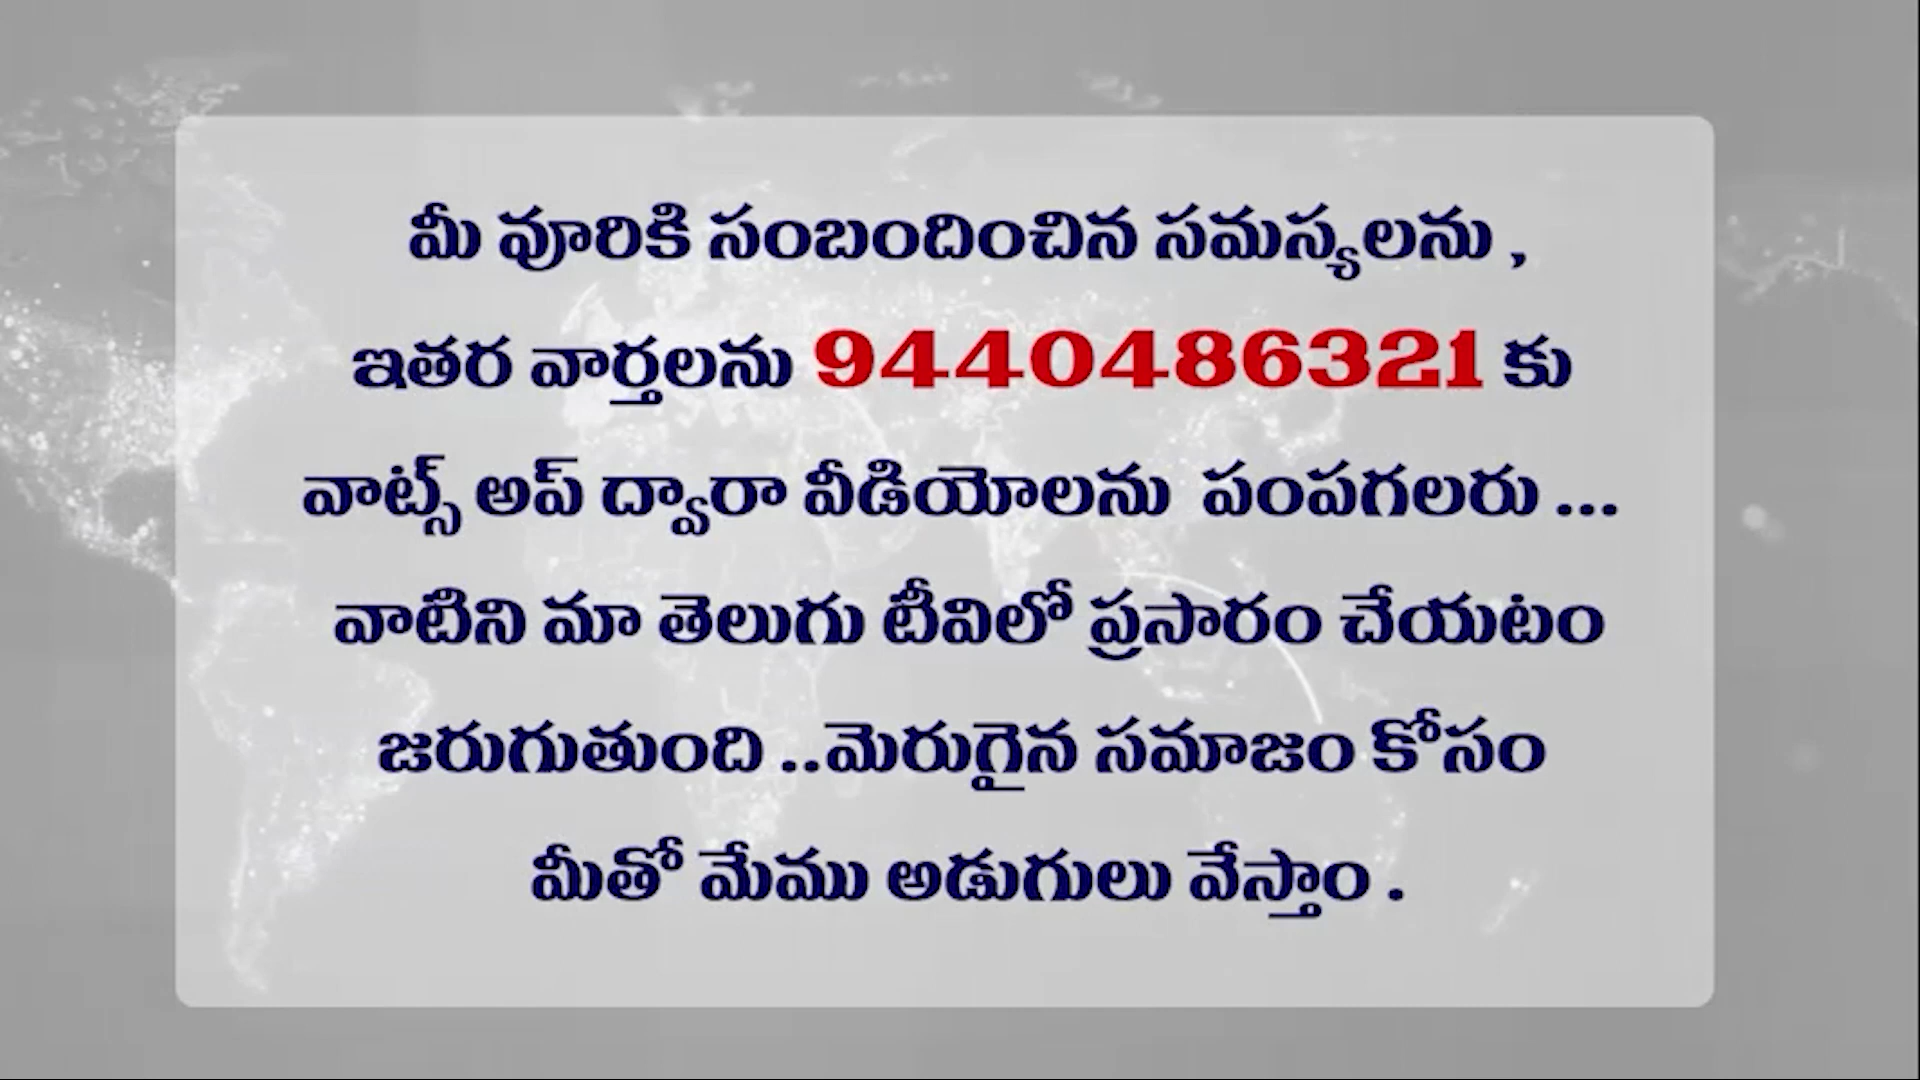 మీ వూరికి సంబందించిన సమస్యలను ,
ఇతర వార్తలను 9440486321 కు
వాట్స్ అప్ ద్వారా వీడియోలను పంపగలరు ...
వాటిని మా తెలుగు టీవిలో ప్రసారం చేయటం
జరుగుతుంది ..మెరుగైన సమాజం కోసం
మీతో మేము అడుగులు వేస్తాం .